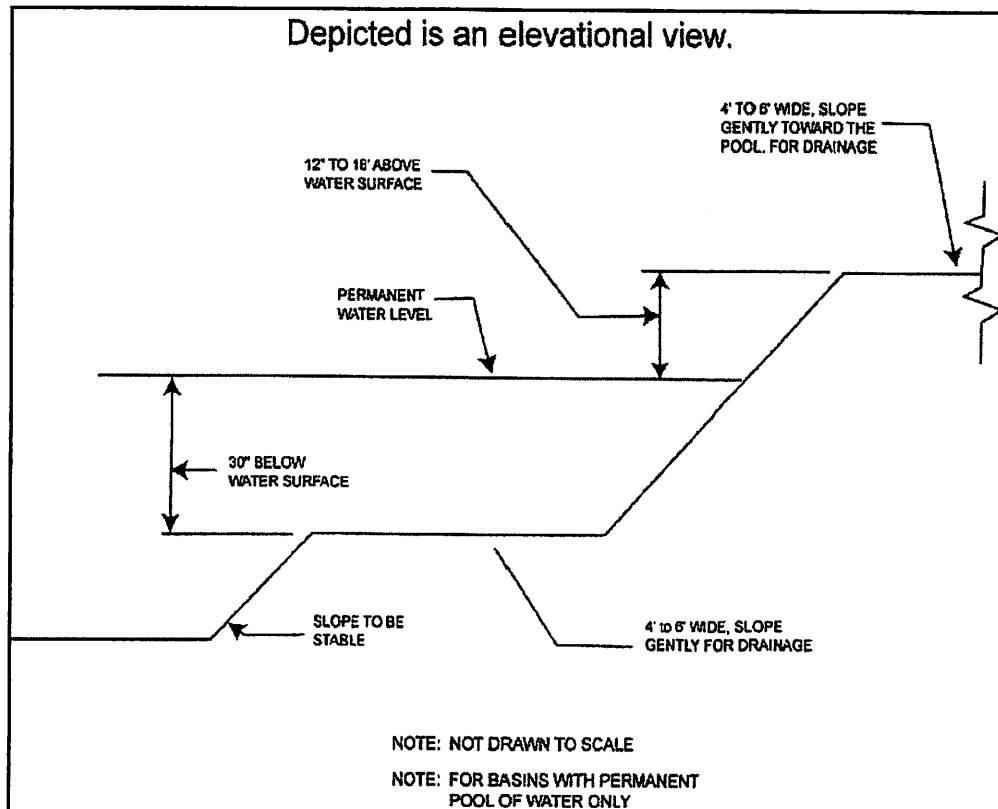 Depicted is an elevational view.
4' TO 6' WIDE, SLOPE
GENTLY TOWARD THE
POOL. FOR DRAINAGE
12" TO 18' ABOVE
WATER SURFACE
PERMANENT
WATER LEVEL
30" BELOW
WATER SURFACE
SLOPE TO BE
STABLE
4' to 6' WIDE, SLOPE
GENTLY FOR DRAINAGE
NOTE: NOT DRAWN TO SCALE
NOTE: FOR BASINS WITH PERMANENT
POOL OF WATER ONLY